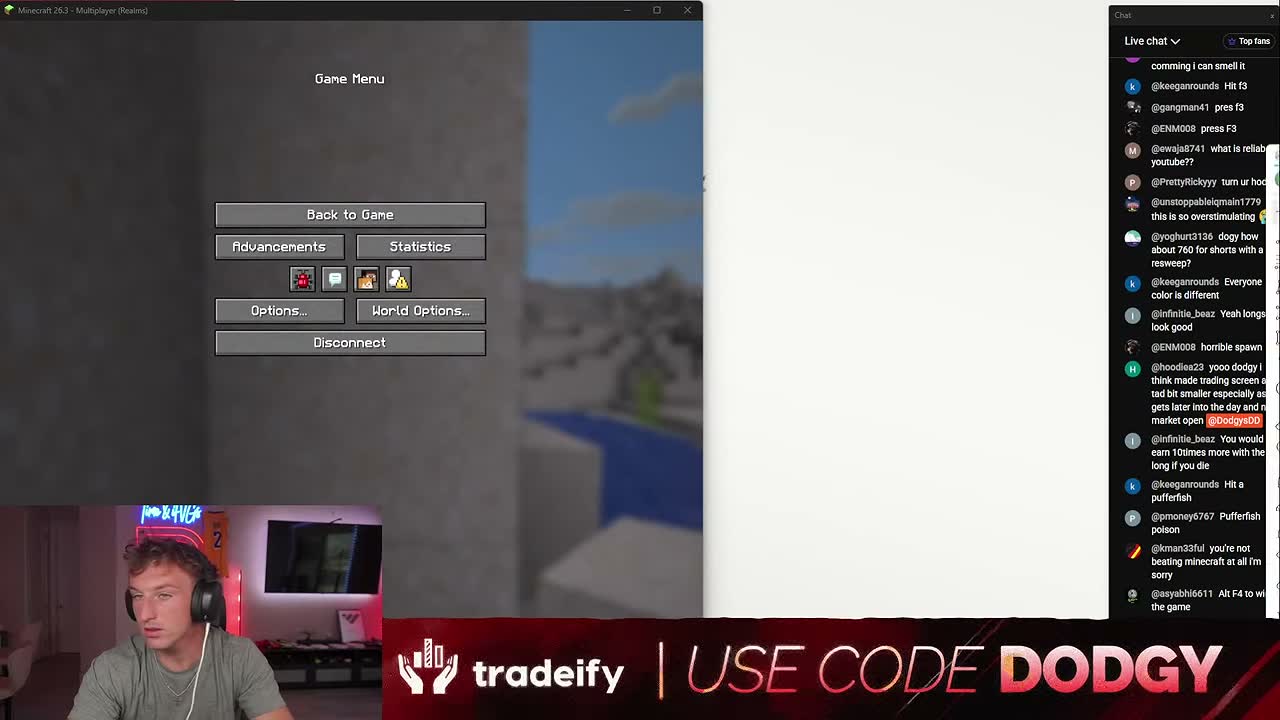 Minecraft 26.3 - Multiplayer (Realms)
Game Menu
Back to Game
Advancements
Statistics
Options...
World Options...
Disconnect
Chat
Live chat
Top fans
comming i can smell it
@keeganrounds Hit f3
@gangman41 pres f3
@ENM008 press F3
@ewaja8741 what is reliab
youtube??
@PrettyRickyyy turn ur hod
@unstoppableiqmain1779
this is so overstimulating
@yoghurt3136 dogy how
about 760 for shorts with a
resweep?
@keeganrounds Everyone
color is different
@infinitie_beaz Yeah longs
look good
@ENM008 horrible spawn
@hoodiea23 yooo dodgy i
think made trading screen a
tad bit smaller especially as
gets later into the day and n
market open @DodgysDD
@infinitie_beaz You would
earn 10times more with the
long if you die
@keeganrounds Hit a
pufferfish
@pmoney6767 Pufferfish
poison
@kman33ful you're not
beating minecraft at all i'm
sorry
@asyabhi6611 Alt F4 to wi
the game
2
tradeify
USE CODE DODGY